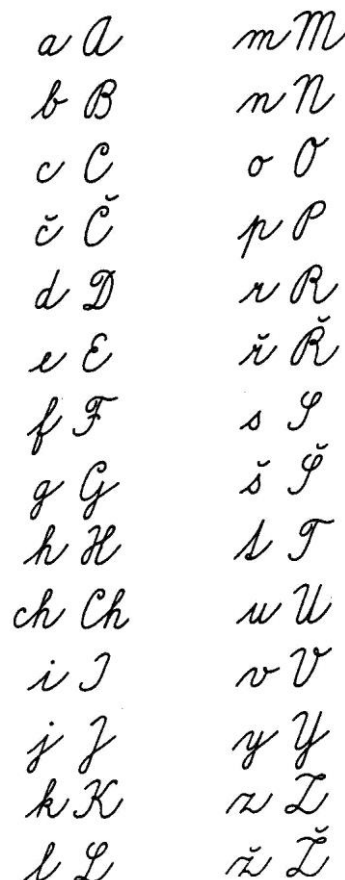 a A
b B
c C
č Č
d D
e E
f F
g G
h H
ch Ch
i I
j J
k K
l L
m M
n N
o O
p P
r R
ř Ř
s S
š Š
t T
u U
v V
y Y
z Z
ž Ž